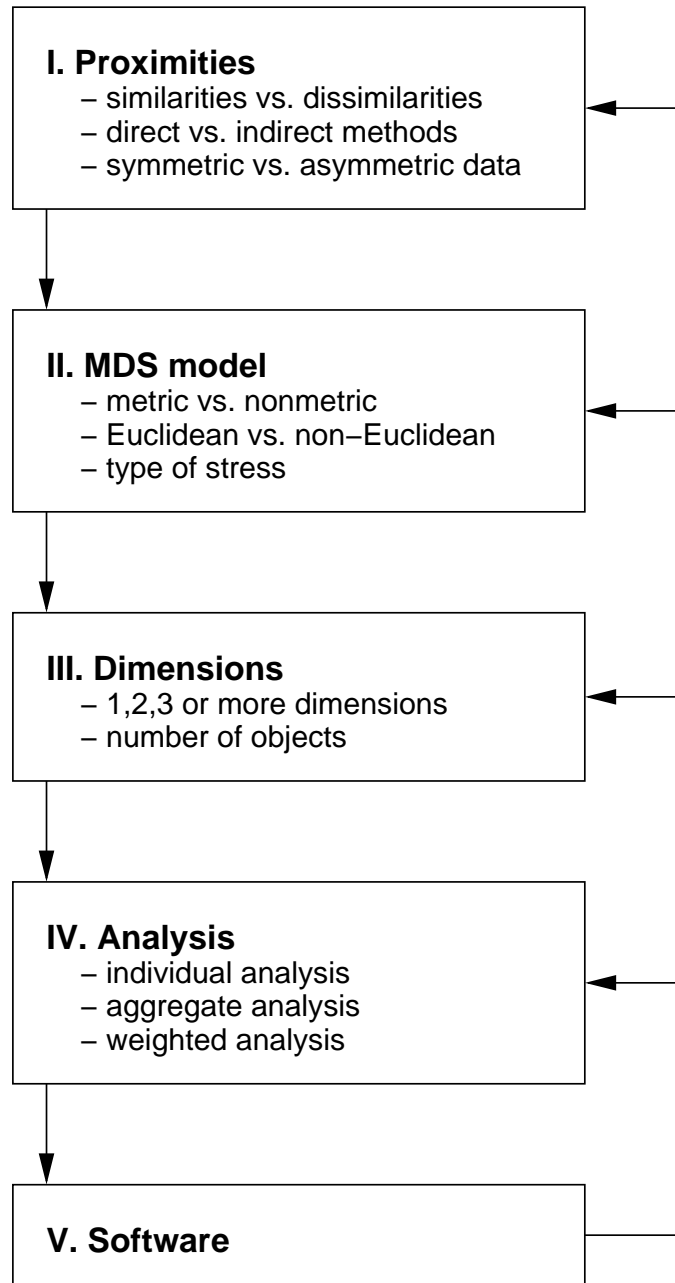 I. Proximities
– similarities vs. dissimilarities
– direct vs. indirect methods
– symmetric vs. asymmetric data
II. MDS model
– metric vs. nonmetric
– Euclidean vs. non−Euclidean
– type of stress
III. Dimensions
– 1,2,3 or more dimensions
– number of objects
IV. Analysis
– individual analysis
– aggregate analysis
– weighted analysis
V. Software